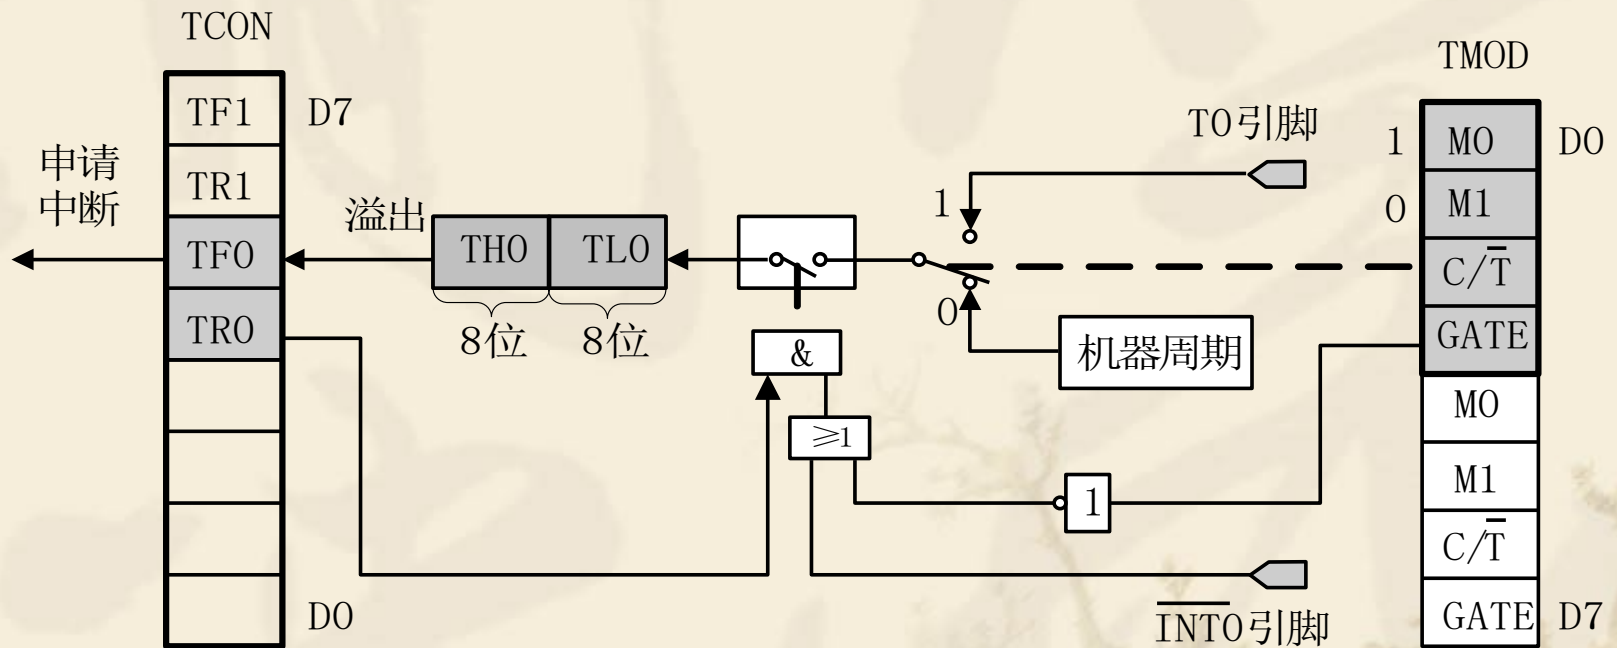 TCON
TMOD
TF1
D7
TR1
TF0
TR0
D0
申请
中断
溢出
TH0
TL0
8位
8位
&
≥1
1
0
T0引脚
机器周期
1
INT0引脚
1
0
M0
D0
M1
C/T̅
GATE
M0
M1
C/T̅
GATE
D7